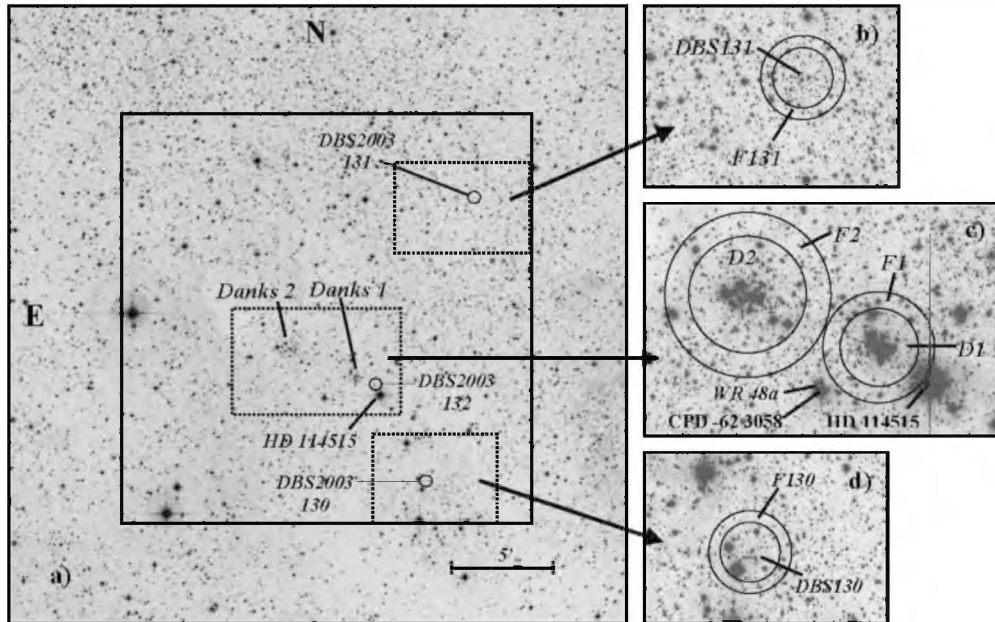 N
DBS2003
131
Danks 2
Danks 1
E
DBS2003
132
HD 114515
DBS2003
130
5'
a)
b)
DBS131
F131
c)
F2
D2
F1
D1
WR 48a
CPD -62 3058
HD 114515
d)
F130
DBS130